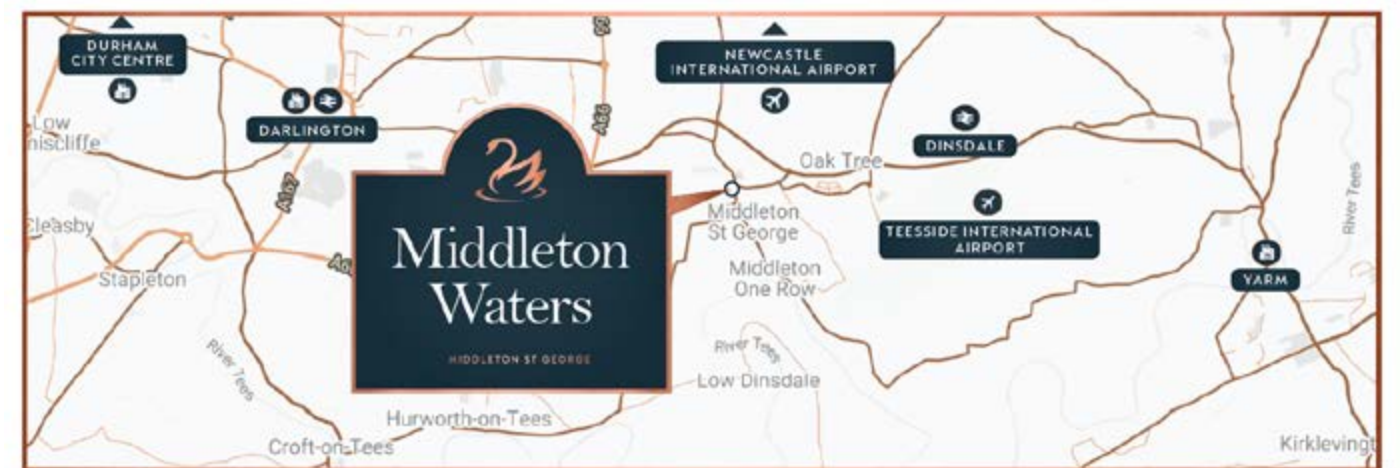 DURHAM
CITY CENTRE
NEWCASTLE
INTERNATIONAL AIRPORT
A66
Low
niscliffe
DARLINGTON
DINSDALE
Oak Tree
A167
River Tees
Cleasby
Middleton
St George
TEESSIDE INTERNATIONAL
AIRPORT
Middleton
Waters
MIDDLETON ST GEORGE
Stapleton
Middleton
One Row
YARM
River Tees
River Tees
Low Dinsdale
Hurworth-on-Tees
Croft-on-Tees
Kirklevingt